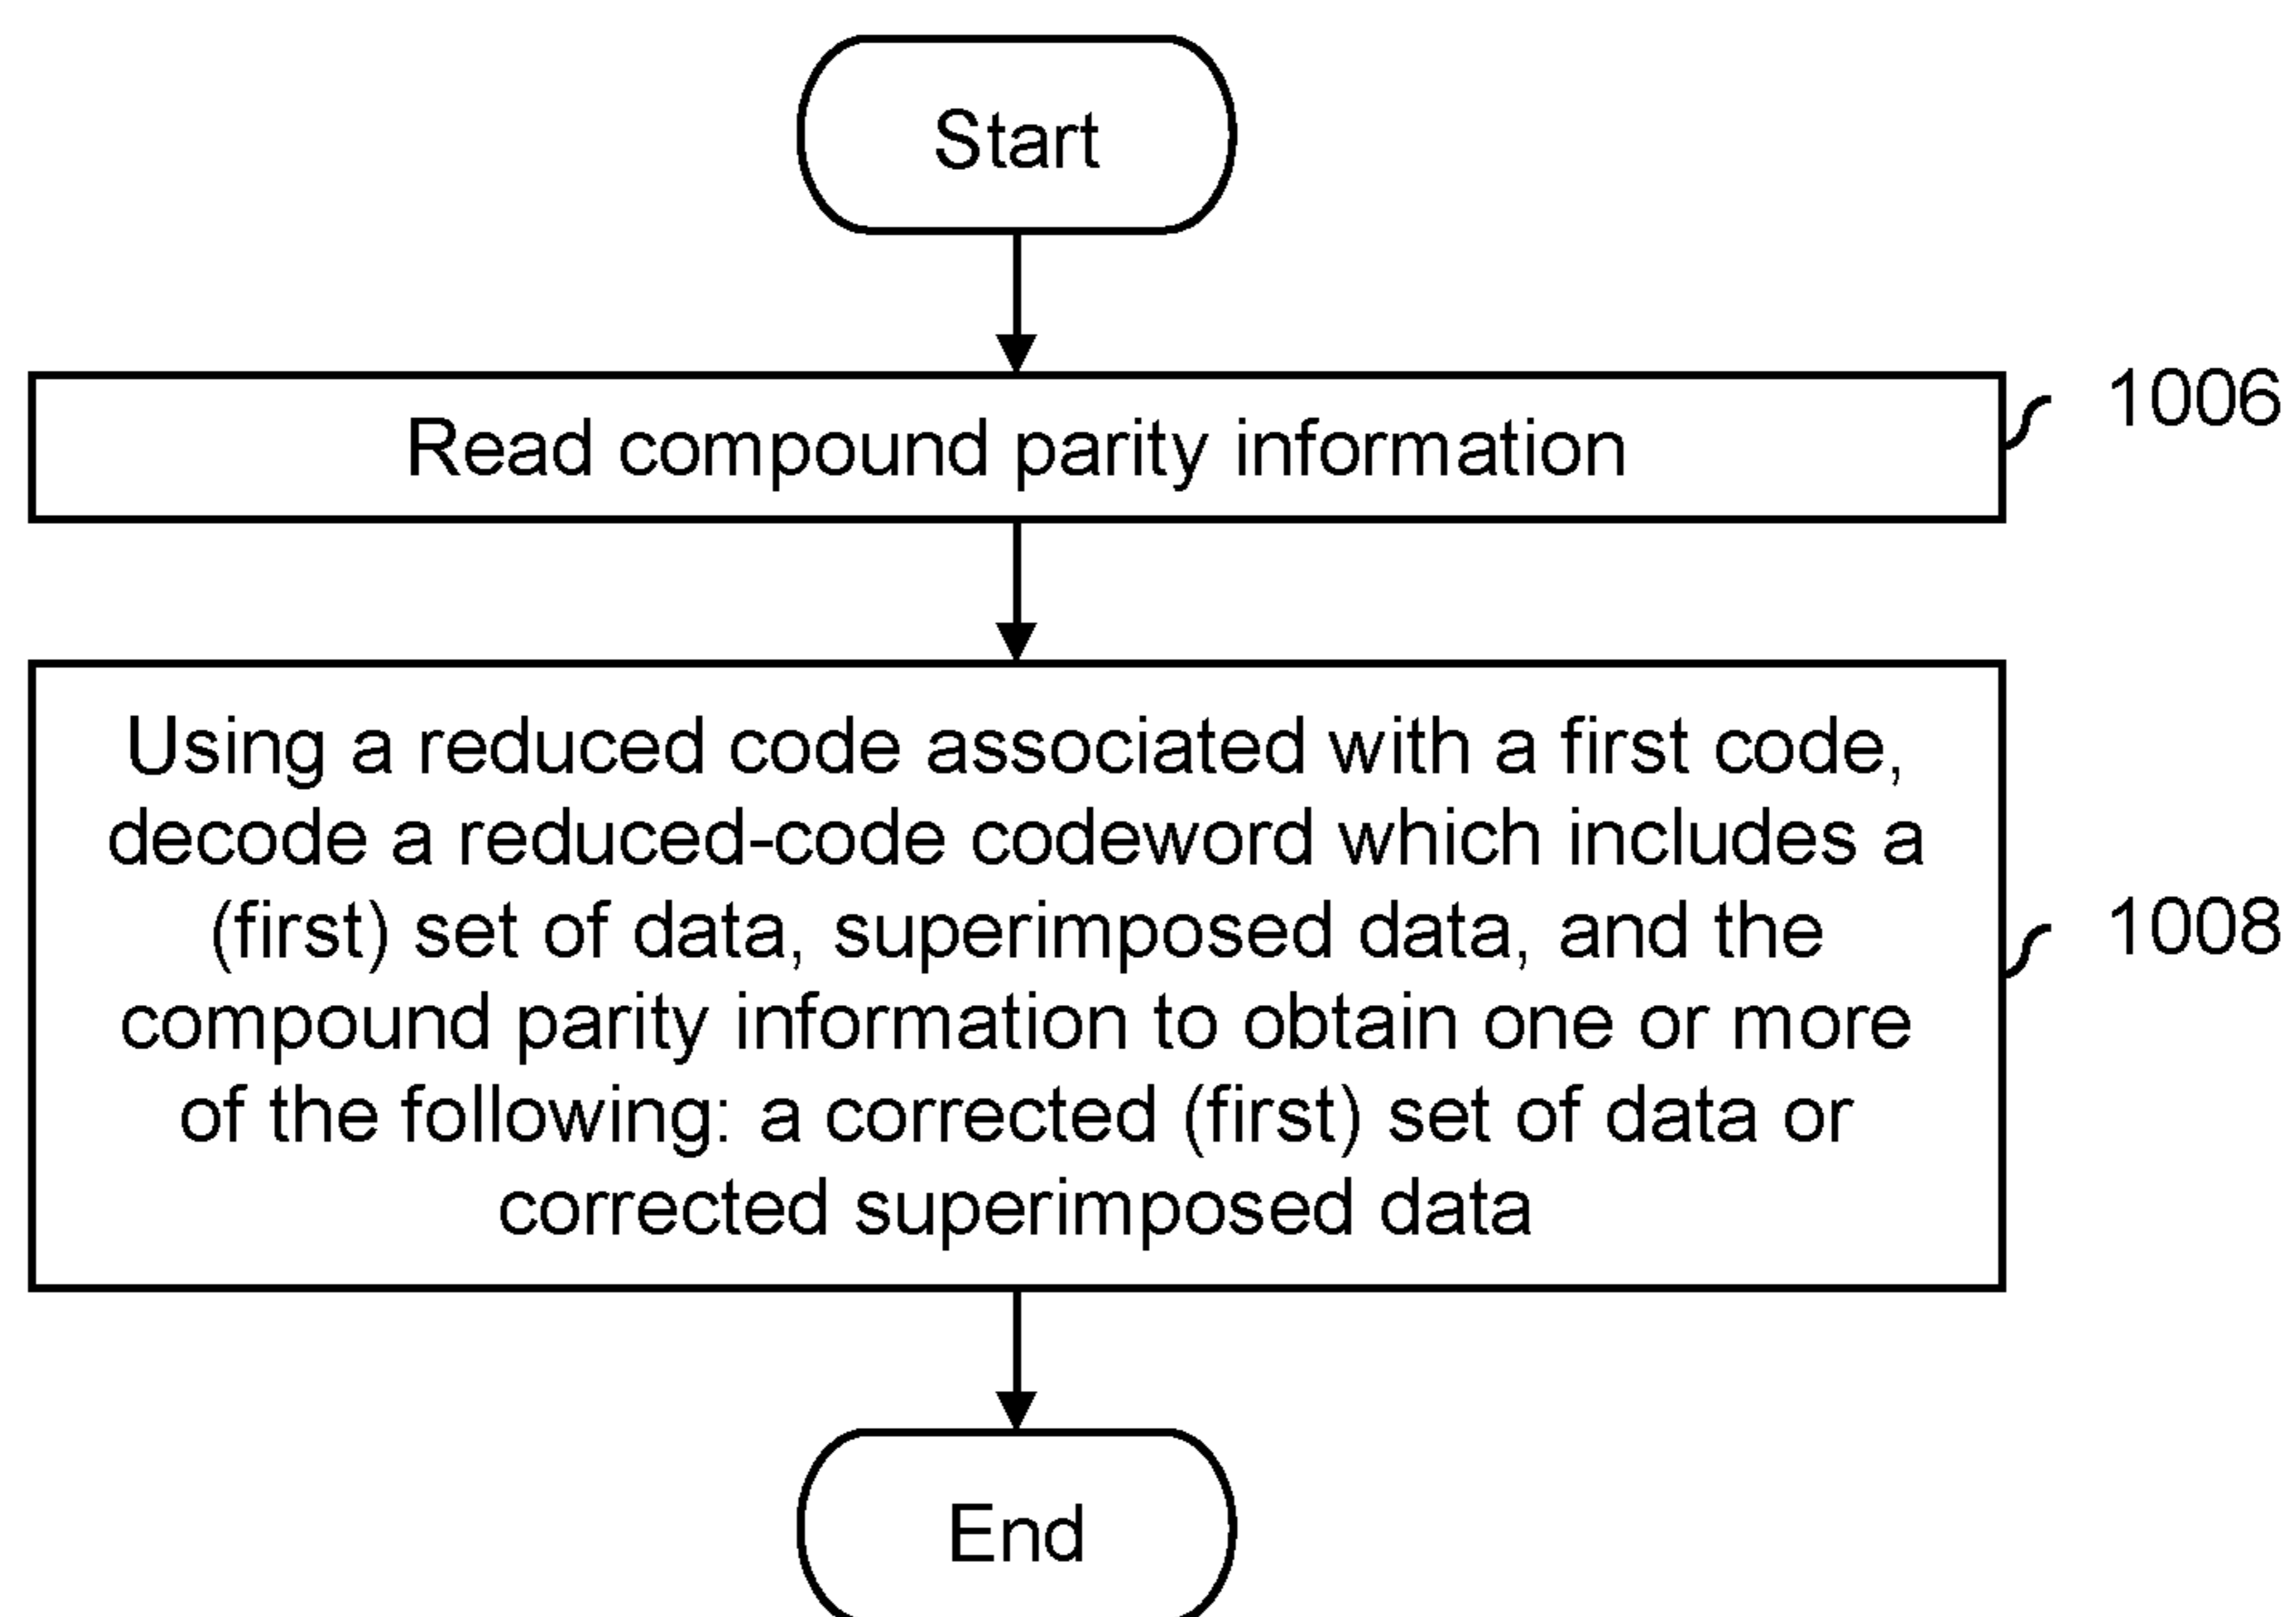 Start
Read compound parity information
1006
Using a reduced code associated with a first code,
decode a reduced-code codeword which includes a
(first) set of data, superimposed data, and the
1008
compound parity information to obtain one or more
of the following: a corrected (first) set of data or
corrected superimposed data
End